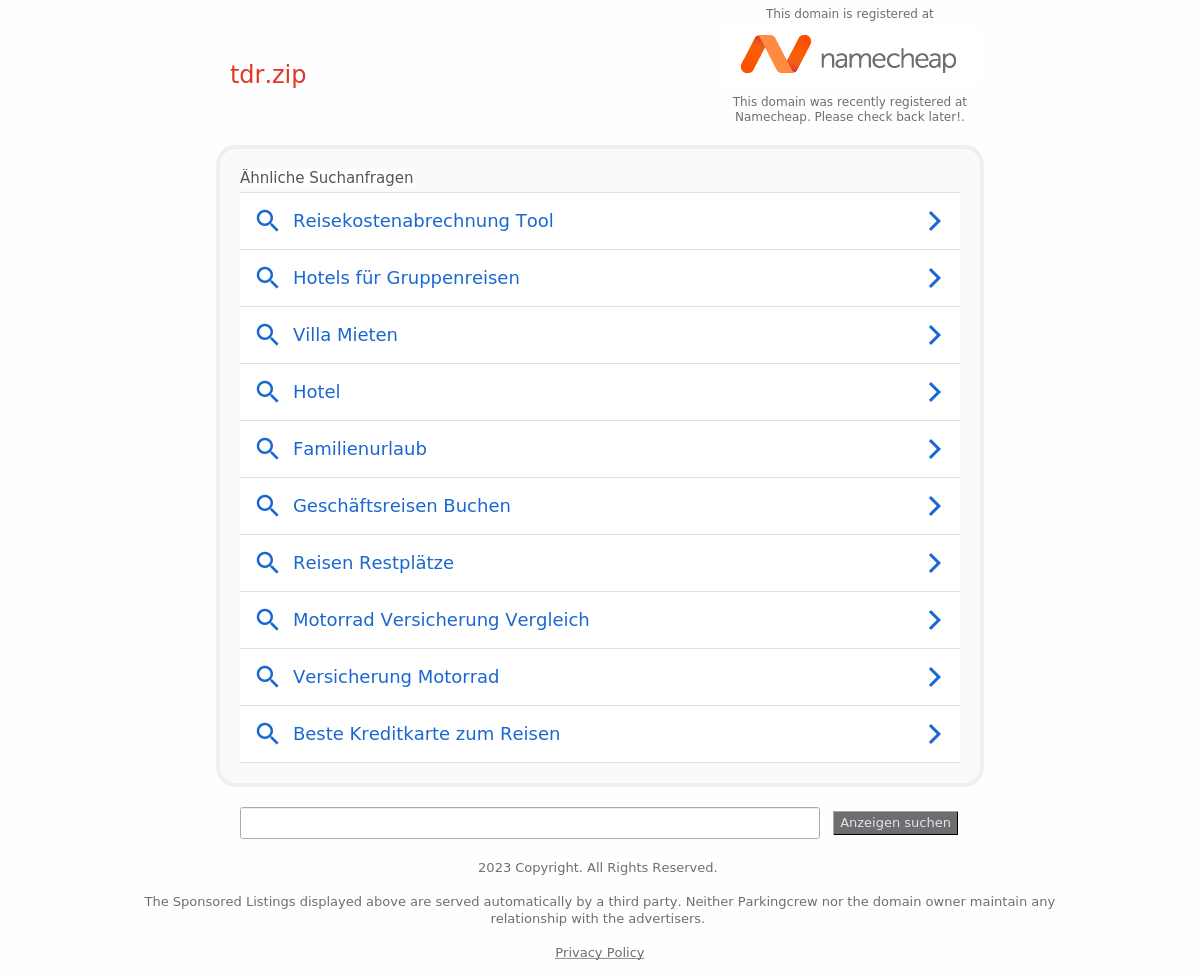 This domain is registered at
namecheap
tdr.zip
This domain was recently registered at
Namecheap. Please check back later!.
Ähnliche Suchanfragen
Reisekostenabrechnung Tool
Hotels für Gruppenreisen
Villa Mieten
Hotel
Familienurlaub
Geschäftsreisen Buchen
Reisen Restplätze
Motorrad Versicherung Vergleich
Versicherung Motorrad
Beste Kreditkarte zum Reisen
Anzeigen suchen
2023 Copyright. All Rights Reserved.
The Sponsored Listings displayed above are served automatically by a third party. Neither Parkingcrew nor the domain owner maintain any
relationship with the advertisers.
Privacy Policy